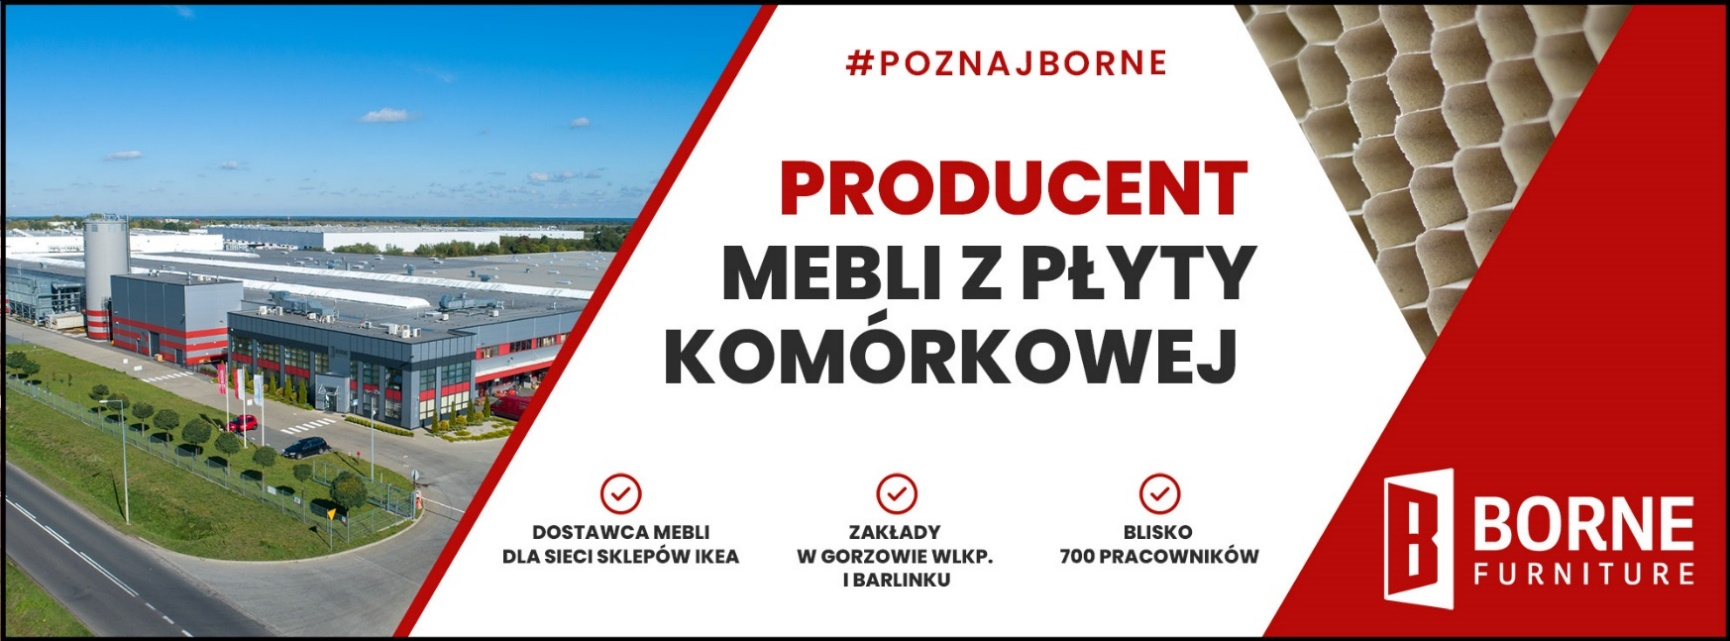 #POZNAJBORNE
PRODUCENT
MEBLI Z PŁYTY
KOMÓRKOWEJ
DOSTAWCA MEBLI
DLA SIECI SKLEPÓW IKEA
ZAKŁADY
W GORZOWIE WLKP.
I BARLINKU
BLISKO
700 PRACOWNIKÓW
BORNE
FURNITURE